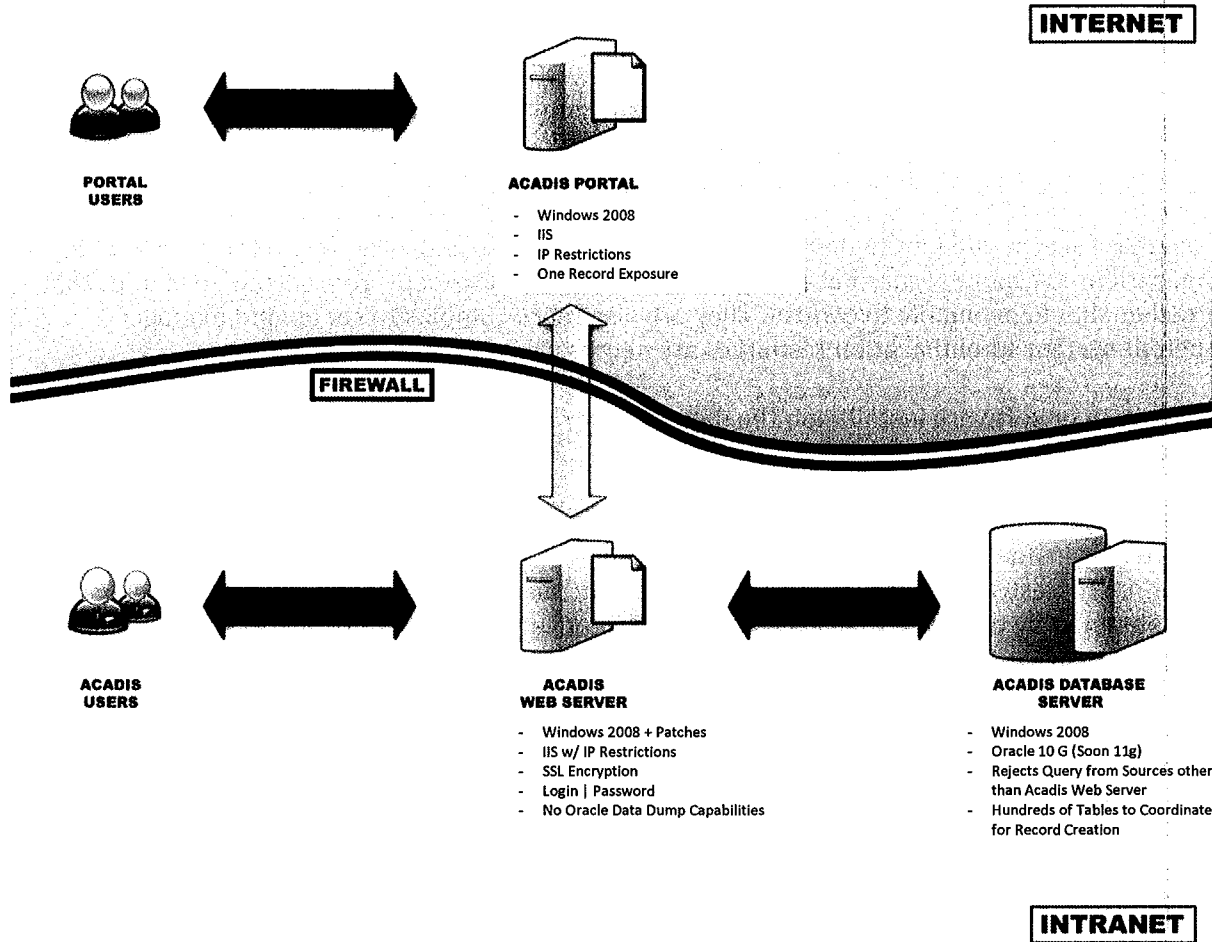 INTERNET
PORTAL
USERS
ACADIS PORTAL
- Windows 2008
- IIS
- IP Restrictions
- One Record Exposure
FIREWALL
ACADIS
USERS
ACADIS
WEB SERVER
- Windows 2008 + Patches
- IIS w/ IP Restrictions
- SSL Encryption
- Login | Password
- No Oracle Data Dump Capabilities
ACADIS DATABASE
SERVER
- Windows 2008
- Oracle 10 G (Soon 11g)
- Rejects Query from Sources other
than Acadis Web Server
- Hundreds of Tables to Coordinate
for Record Creation
INTRANET